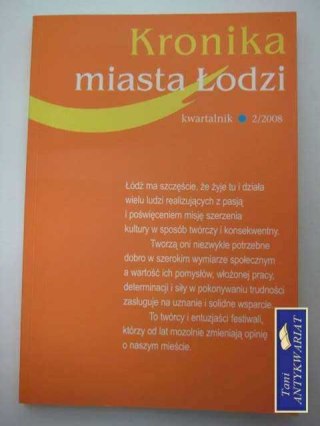 Kronika
miasta Łodzi
kwartalnik • 2/2008
Łódź ma szczęście, że żyje tu i działa
wielu ludzi realizujących z pasją
i poświęceniem misję szerzenia
kultury w sposób twórczy i konsekwentny.
Tworzą oni niezwykle potrzebne
dobro w szerokim wymiarze społecznym
a wartość ich pomysłów, włożonej pracy,
determinacji i siły w pokonywaniu trudności
zasługuje na uznanie i solidne wsparcie.
To twórcy i entuzjaści festiwali,
którzy od lat mozolnie zmieniają opinię
o naszym mieście.
Tani
ANTYKWARIAT